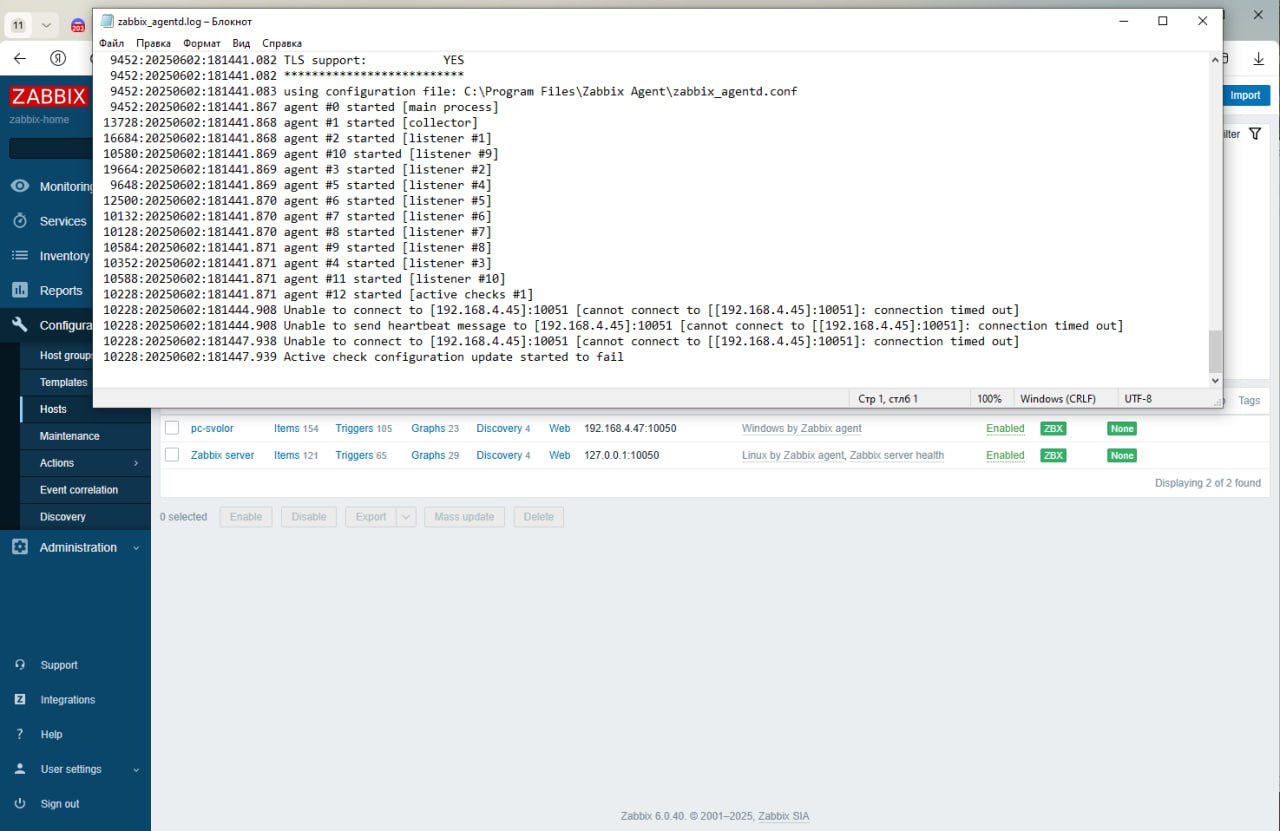 11
203
zabbix_agentd.log – Блокнот
Файл Правка Формат Вид Справка
9452:20250602:181441.082 TLS support: YES
9452:20250602:181441.082 **************************
9452:20250602:181441.083 using configuration file: C:\Program Files\Zabbix Agent\zabbix_agentd.conf
9452:20250602:181441.867 agent #0 started [main process]
13728:20250602:181441.868 agent #1 started [collector]
16684:20250602:181441.868 agent #2 started [listener #1]
10580:20250602:181441.869 agent #10 started [listener #9]
19664:20250602:181441.869 agent #3 started [listener #2]
9648:20250602:181441.869 agent #5 started [listener #4]
12500:20250602:181441.870 agent #6 started [listener #5]
10132:20250602:181441.870 agent #7 started [listener #6]
10128:20250602:181441.870 agent #8 started [listener #7]
10584:20250602:181441.871 agent #9 started [listener #8]
10352:20250602:181441.871 agent #4 started [listener #3]
10588:20250602:181441.871 agent #11 started [listener #10]
10228:20250602:181441.871 agent #12 started [active checks #1]
10228:20250602:181444.908 Unable to connect to [192.168.4.45]:10051 [cannot connect to [[192.168.4.45]:10051]: connection timed out]
10228:20250602:181444.908 Unable to send heartbeat message to [192.168.4.45]:10051 [cannot connect to [[192.168.4.45]:10051]: connection timed out]
10228:20250602:181447.938 Unable to connect to [192.168.4.45]:10051 [cannot connect to [[192.168.4.45]:10051]: connection timed out]
10228:20250602:181447.939 Active check configuration update started to fail
Стр 1, стлб 1 100% Windows (CRLF) UTF-8
Я
ZABBIX
zabbix-home
Monitoring
Services
Inventory
Reports
Configura
Host groups
Templates
Hosts
Maintenance
Actions
Event correlation
Discovery
Administration
Support
Integrations
Help
User settings
Sign out
Import
ilter
Tags
pc-svolor Items 154 Triggers 105 Graphs 23 Discovery 4 Web 192.168.4.47:10050 Windows by Zabbix agent Enabled ZBX None
Zabbix server Items 121 Triggers 65 Graphs 29 Discovery 4 Web 127.0.0.1:10050 Linux by Zabbix agent, Zabbix server health Enabled ZBX None
Displaying 2 of 2 found
0 selected Enable Disable Export Mass update Delete
Zabbix 6.0.40. © 2001–2025, Zabbix SIA